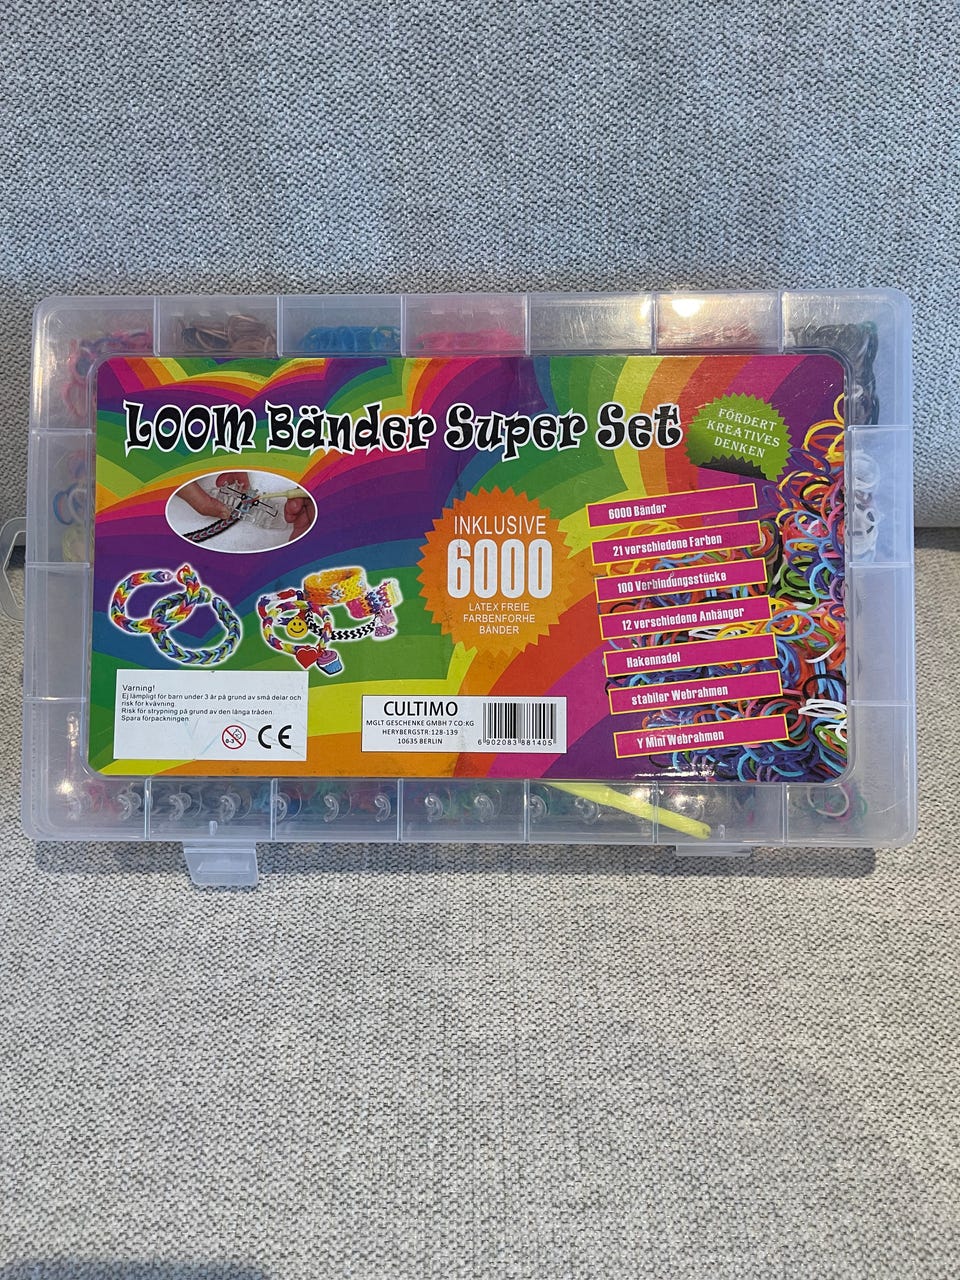 LOOM Bänder Super Set
FÖRDERT
KREATIVES
DENKEN
INKLUSIVE
6000
LATEX FREIE
FARBENFORHE
BÄNDER
6000 Bänder
21 verschiedene Farben
100 Verbindungsstücke
12 verschiedene Anhänger
Hakennadel
stabiler Webrahmen
Y Mini Webrahmen
Varning!
Ej lämpligt för barn under 3 år på grund av små delar och
risk för kvävning.
Risk för strypning på grund av den långa tråden.
Spara förpackningen.
0-3
CE
CULTIMO
MGLT GESCHENKE GMBH 7 CO:KG
HERYBERGSTR:128-139
10635 BERLIN
6 902083 881405